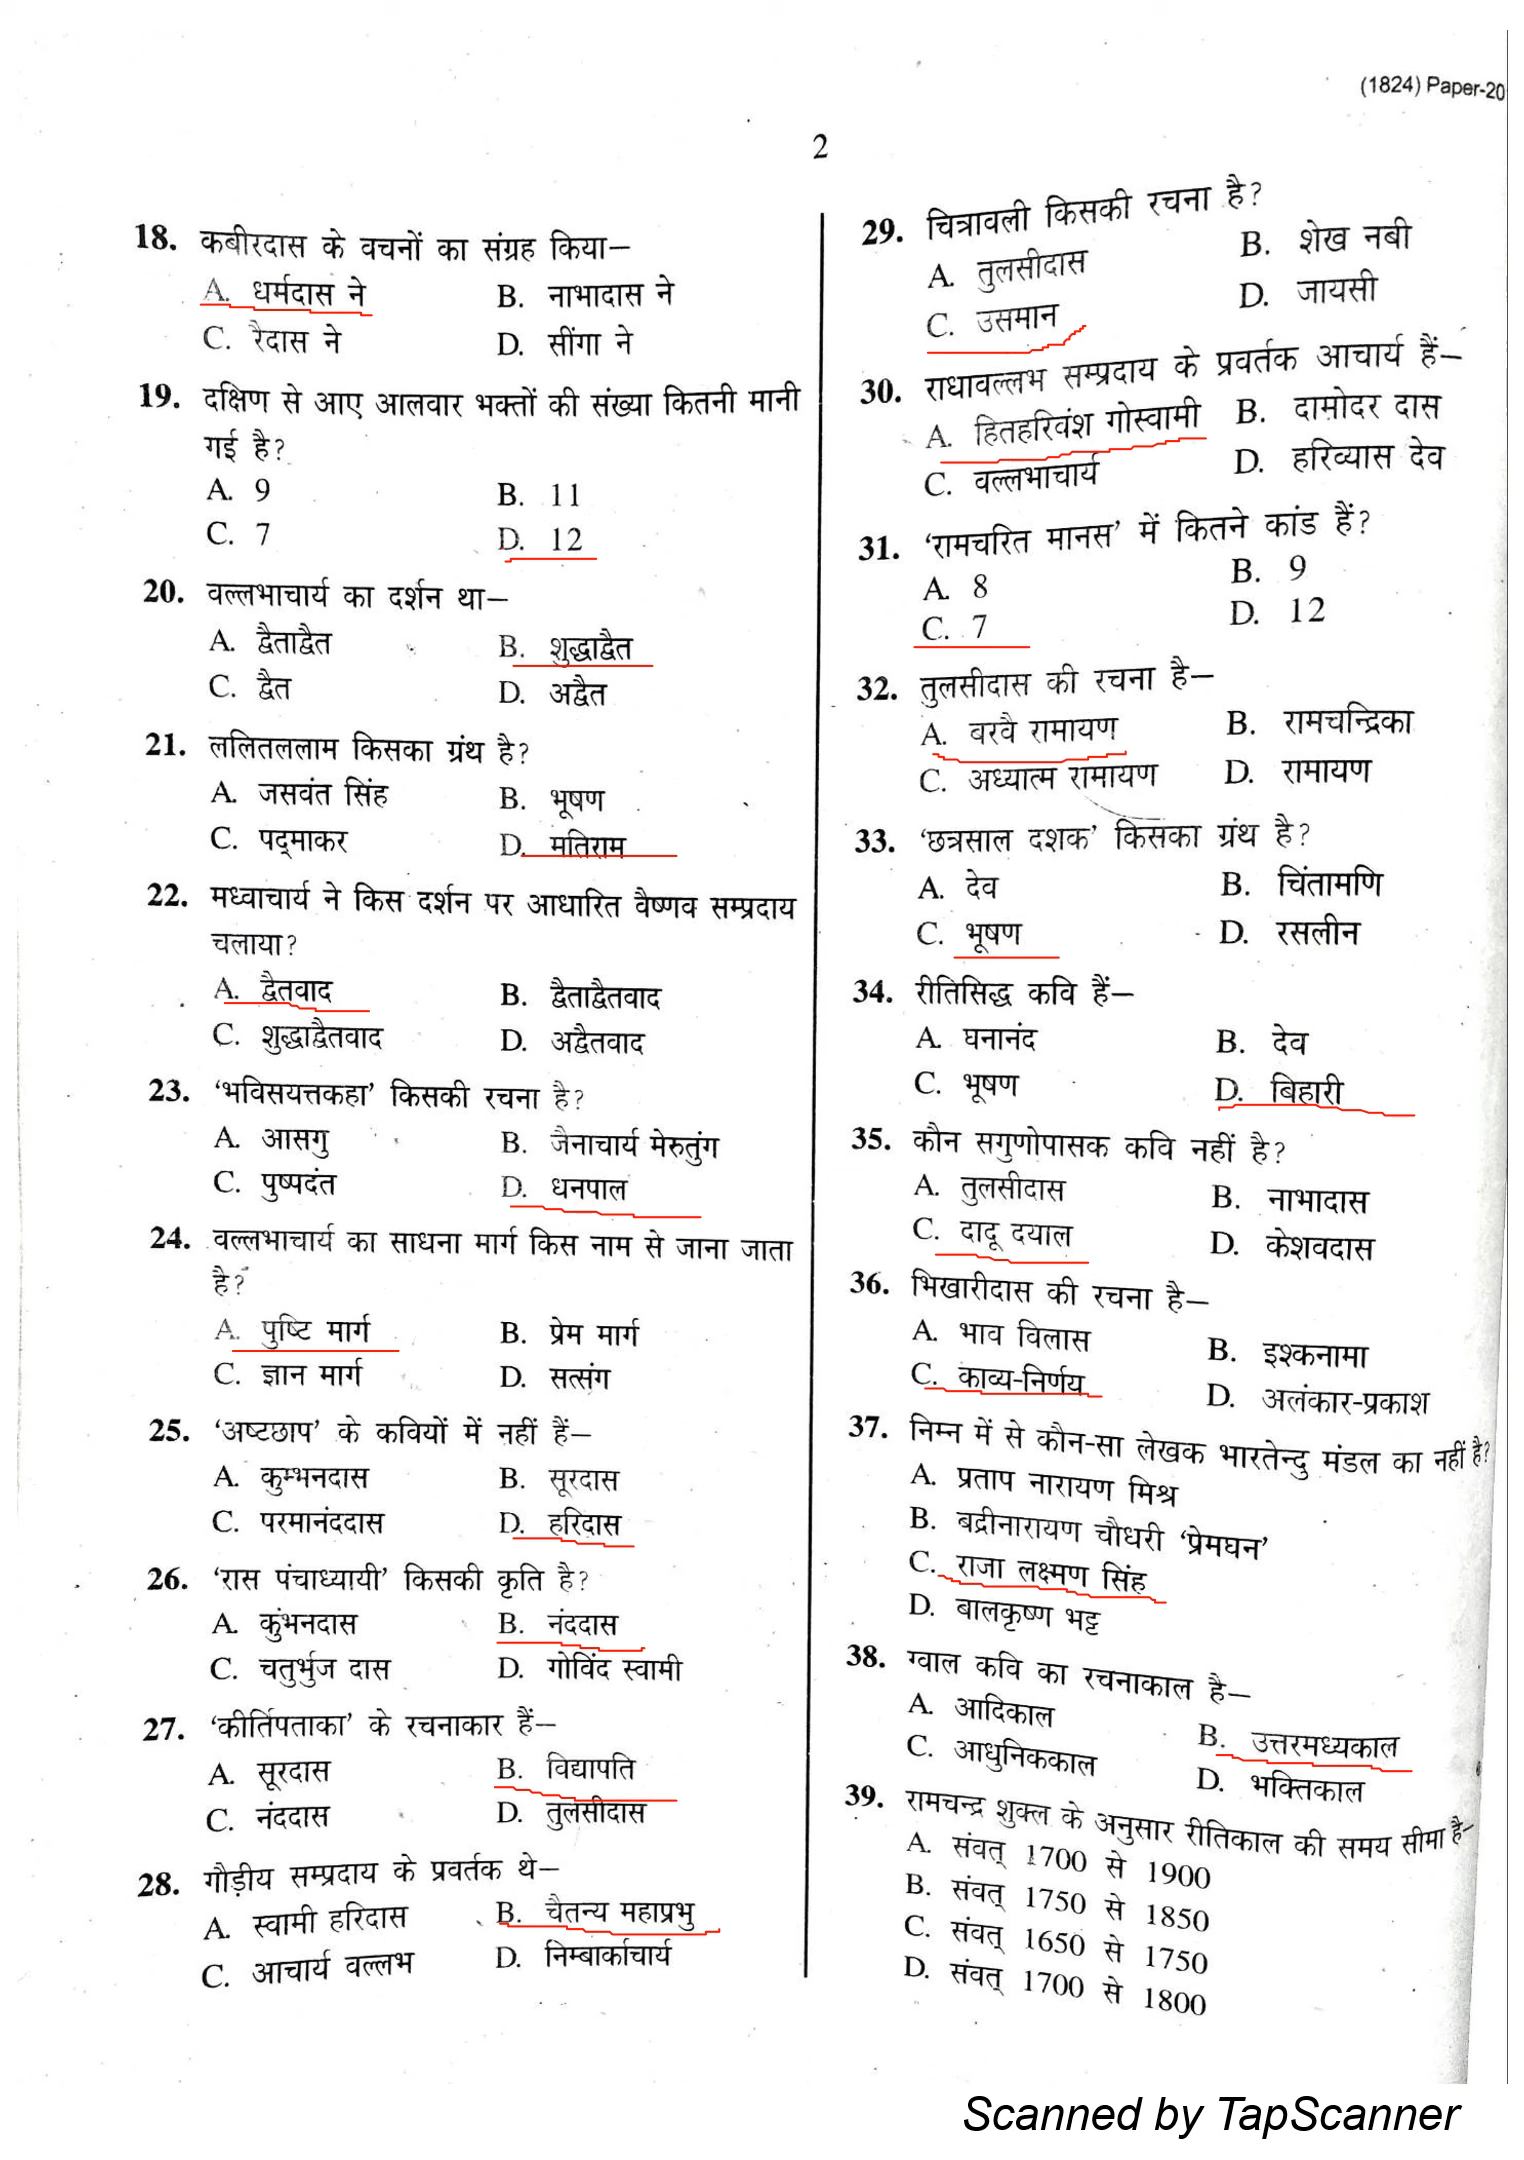 (1824) Paper-20
2
18. कबीरदास के वचनों का संग्रह किया–
A. धर्मदास ने B. नाभादास ने
C. रैदास ने D. सींगा ने
19. दक्षिण से आए आलवार भक्तों की संख्या कितनी मानी
गई है?
A. 9 B. 11
C. 7 D. 12
20. वल्लभाचार्य का दर्शन था–
A. द्वैताद्वैत B. शुद्धाद्वैत
C. द्वैत D. अद्वैत
21. ललितललाम किसका ग्रंथ है?
A. जसवंत सिंह B. भूषण
C. पद्माकर D. मतिराम
22. मध्वाचार्य ने किस दर्शन पर आधारित वैष्णव सम्प्रदाय
चलाया?
A. द्वैतवाद B. द्वैताद्वैतवाद
C. शुद्धाद्वैतवाद D. अद्वैतवाद
23. ‘भविसयत्तकहा’ किसकी रचना है?
A. आसगु B. जैनाचार्य मेरुतुंग
C. पुष्पदंत D. धनपाल
24. वल्लभाचार्य का साधना मार्ग किस नाम से जाना जाता
है?
A. पुष्टि मार्ग B. प्रेम मार्ग
C. ज्ञान मार्ग D. सत्संग
25. ‘अष्टछाप’ के कवियों में नहीं हैं–
A. कुम्भनदास B. सूरदास
C. परमानंददास D. हरिदास
26. ‘रास पंचाध्यायी’ किसकी कृति है?
A. कुंभनदास B. नंददास
C. चतुर्भुज दास D. गोविंद स्वामी
27. ‘कीर्तिपताका’ के रचनाकार हैं–
A. सूरदास B. विद्यापति
C. नंददास D. तुलसीदास
28. गौड़ीय सम्प्रदाय के प्रवर्तक थे–
A. स्वामी हरिदास B. चैतन्य महाप्रभु
C. आचार्य वल्लभ D. निम्बार्काचार्य
29. चित्रावली किसकी रचना है?
A. तुलसीदास B. शेख नबी
C. उसमान D. जायसी
30. राधावल्लभ सम्प्रदाय के प्रवर्तक आचार्य हैं–
A. हितहरिवंश गोस्वामी B. दामोदर दास
C. वल्लभाचार्य D. हरिव्यास देव
31. ‘रामचरित मानस’ में कितने कांड हैं?
A. 8 B. 9
C. 7 D. 12
32. तुलसीदास की रचना है–
A. बरवै रामायण B. रामचन्द्रिका
C. अध्यात्म रामायण D. रामायण
33. ‘छत्रसाल दशक’ किसका ग्रंथ है?
A. देव B. चिंतामणि
C. भूषण D. रसलीन
34. रीतिसिद्ध कवि हैं–
A. घनानंद B. देव
C. भूषण D. बिहारी
35. कौन सगुणोपासक कवि नहीं है?
A. तुलसीदास B. नाभादास
C. दादू दयाल D. केशवदास
36. भिखारीदास की रचना है–
A. भाव विलास B. इश्कनामा
C. काव्य-निर्णय D. अलंकार-प्रकाश
37. निम्न में से कौन-सा लेखक भारतेन्दु मंडल का नहीं है?
A. प्रताप नारायण मिश्र
B. बद्रीनारायण चौधरी ‘प्रेमघन’
C. राजा लक्ष्मण सिंह
D. बालकृष्ण भट्ट
38. ग्वाल कवि का रचनाकाल है–
A. आदिकाल B. उत्तरमध्यकाल
C. आधुनिककाल D. भक्तिकाल
39. रामचन्द्र शुक्ल के अनुसार रीतिकाल की समय सीमा है–
A. संवत् 1700 से 1900
B. संवत् 1750 से 1850
C. संवत् 1650 से 1750
D. संवत् 1700 से 1800
Scanned by TapScanner